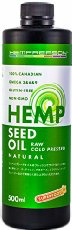 100% CANADIAN
OMEGA 3,6&9
GLUTEN-FREE
NON-GMO
HEMP
SEED
OIL RAW
COLD PRESSED
NATURAL
500ml